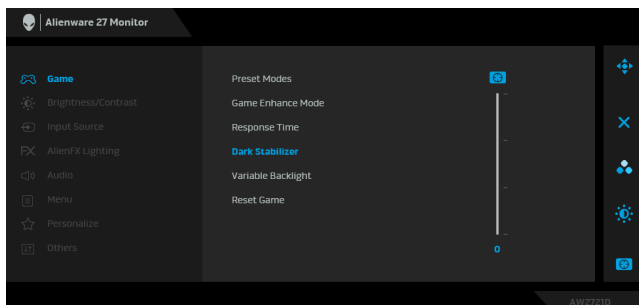 Alienware 27 Monitor
Game
Brightness/Contrast
Input Source
AlienFX Lighting
Audio
Menu
Personalize
Others
Preset Modes
Game Enhance Mode
Response Time
Dark Stabilizer
Variable Backlight
Reset Game
0
AW2721D